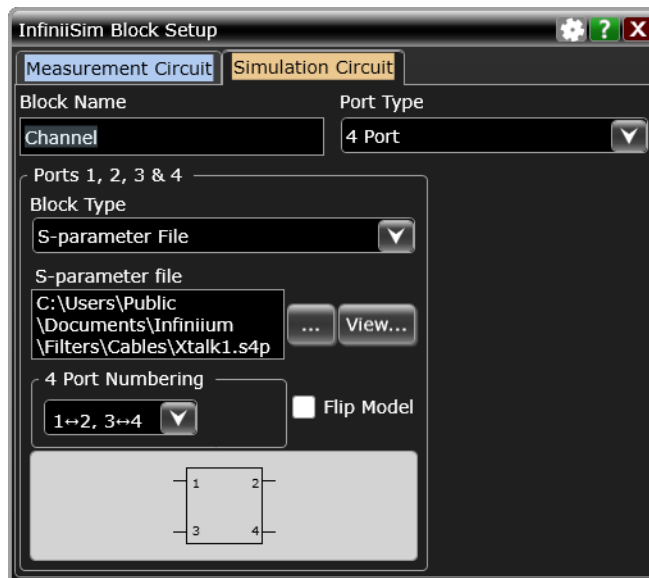 InfiniiSim Block Setup
?
X
Measurement Circuit
Simulation Circuit
Block Name
Port Type
Channel
4 Port
Ports 1, 2, 3 & 4
Block Type
S-parameter File
S-parameter file
C:\Users\Public
\Documents\Infiniium
\Filters\Cables\Xtalk1.s4p
...
View...
4 Port Numbering
1↔2, 3↔4
Flip Model
1 2
3 4